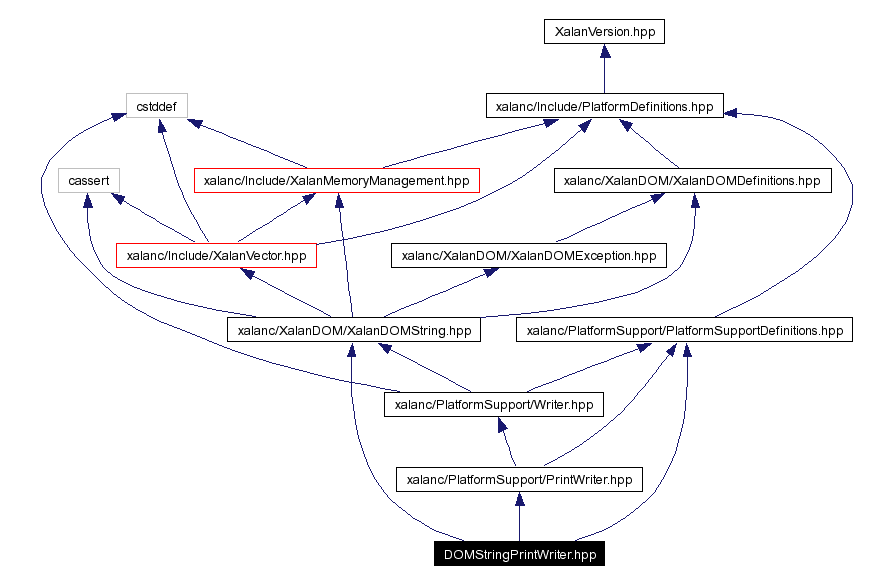 XalanVersion.hpp
cstddef
xalanc/Include/PlatformDefinitions.hpp
cassert
xalanc/Include/XalanMemoryManagement.hpp
xalanc/XalanDOM/XalanDOMDefinitions.hpp
xalanc/Include/XalanVector.hpp
xalanc/XalanDOM/XalanDOMException.hpp
xalanc/XalanDOM/XalanDOMString.hpp
xalanc/PlatformSupport/PlatformSupportDefinitions.hpp
xalanc/PlatformSupport/Writer.hpp
xalanc/PlatformSupport/PrintWriter.hpp
DOMStringPrintWriter.hpp